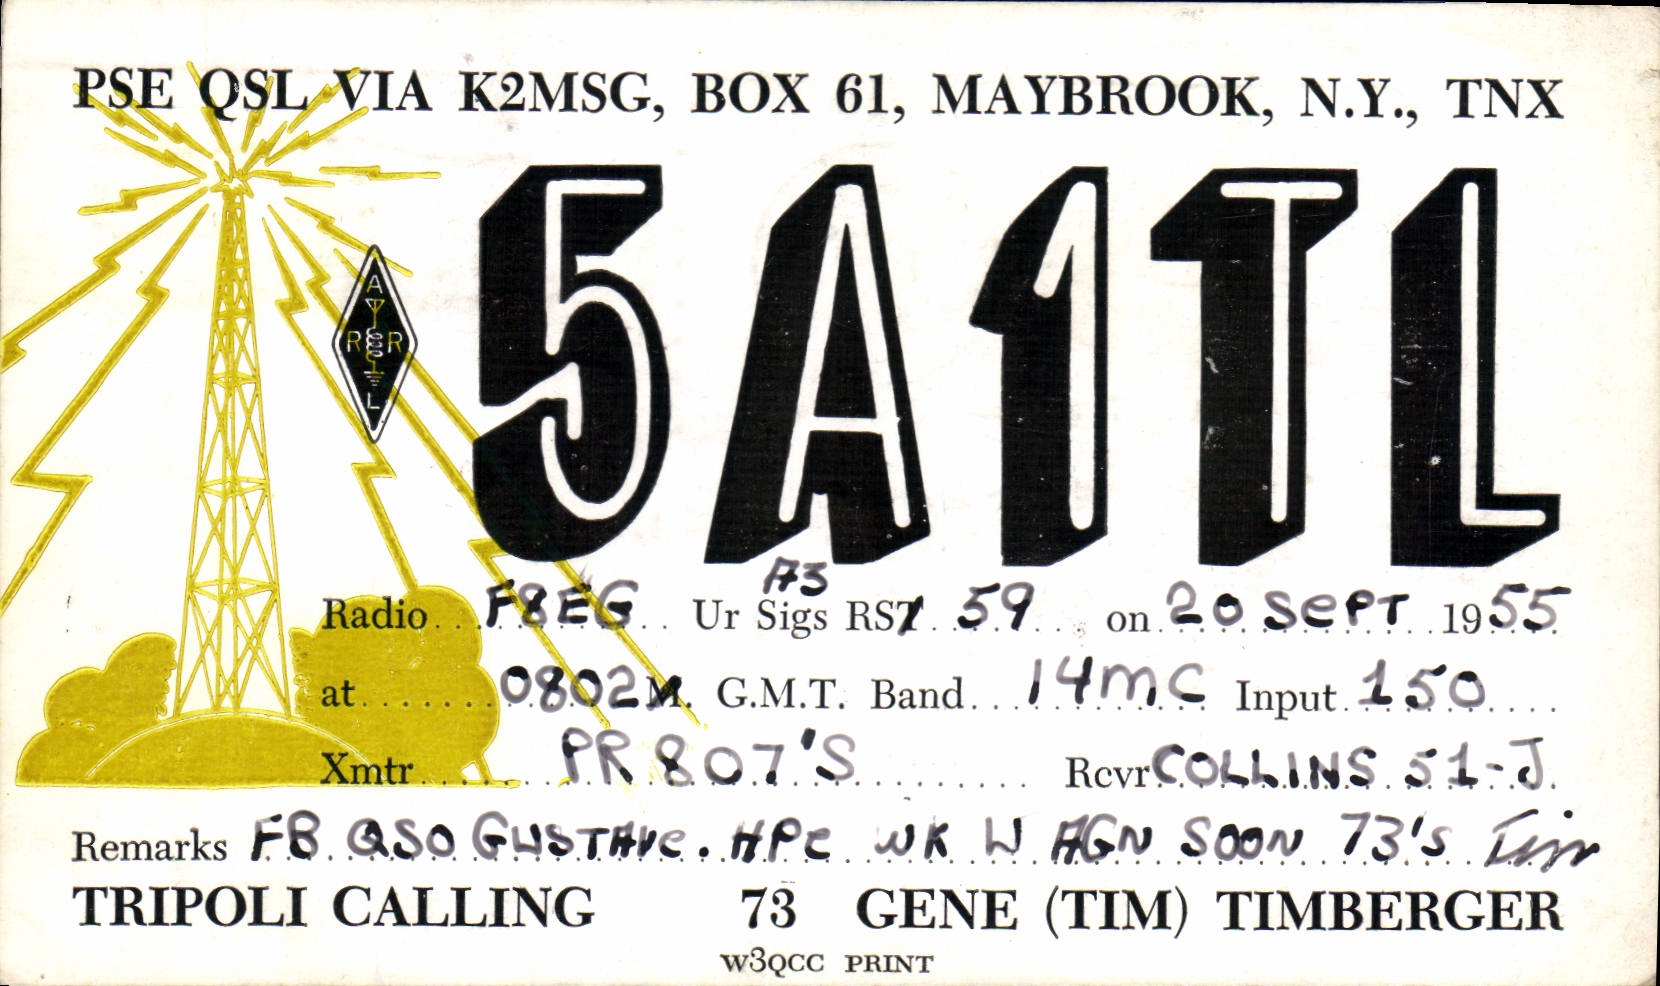 PSE QSL VIA K2MSG, BOX 61, MAYBROOK, N.Y., TNX
5A1TL
A
R R
L
A3
Radio F8EG Ur Sigs RST 59 on 20 SEPT 1955
at 0802 M. G.M.T. Band 14MC Input 150
Xmtr PR 807'S Rcvr COLLINS 51-J
Remarks FB QSO GUSTAVE. HPE WK U AGN SOON 73's Tim
TRIPOLI CALLING 73 GENE (TIM) TIMBERGER
W3QCC PRINT